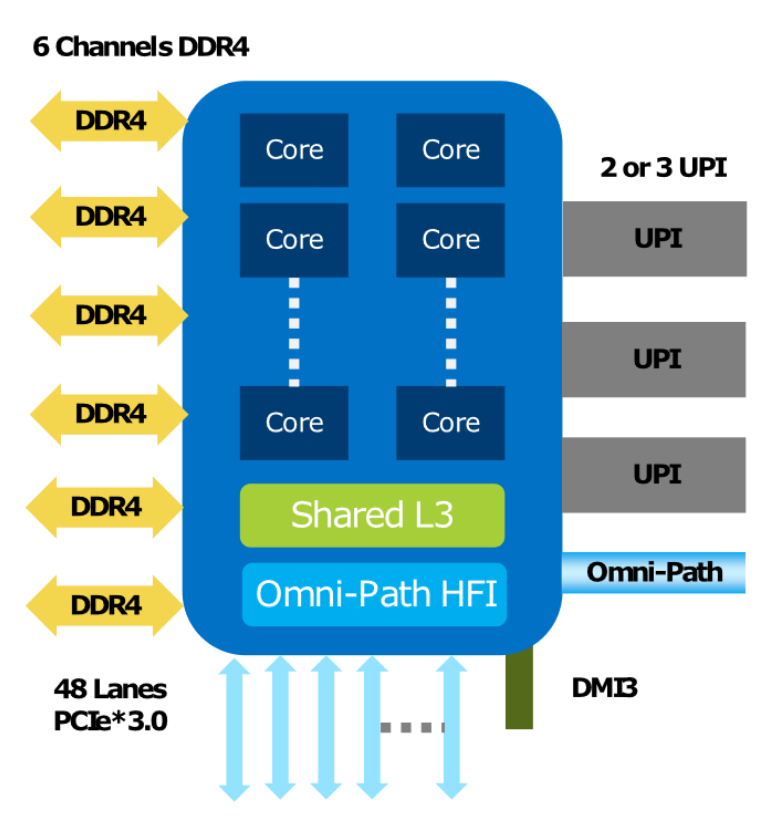 6 Channels DDR4
DDR4
DDR4
DDR4
DDR4
DDR4
DDR4
Core
Core
Core
Core
Core
Core
Shared L3
Omni-Path HFI
2 or 3 UPI
UPI
UPI
UPI
Omni-Path
48 Lanes
PCIe* 3.0
DMI3